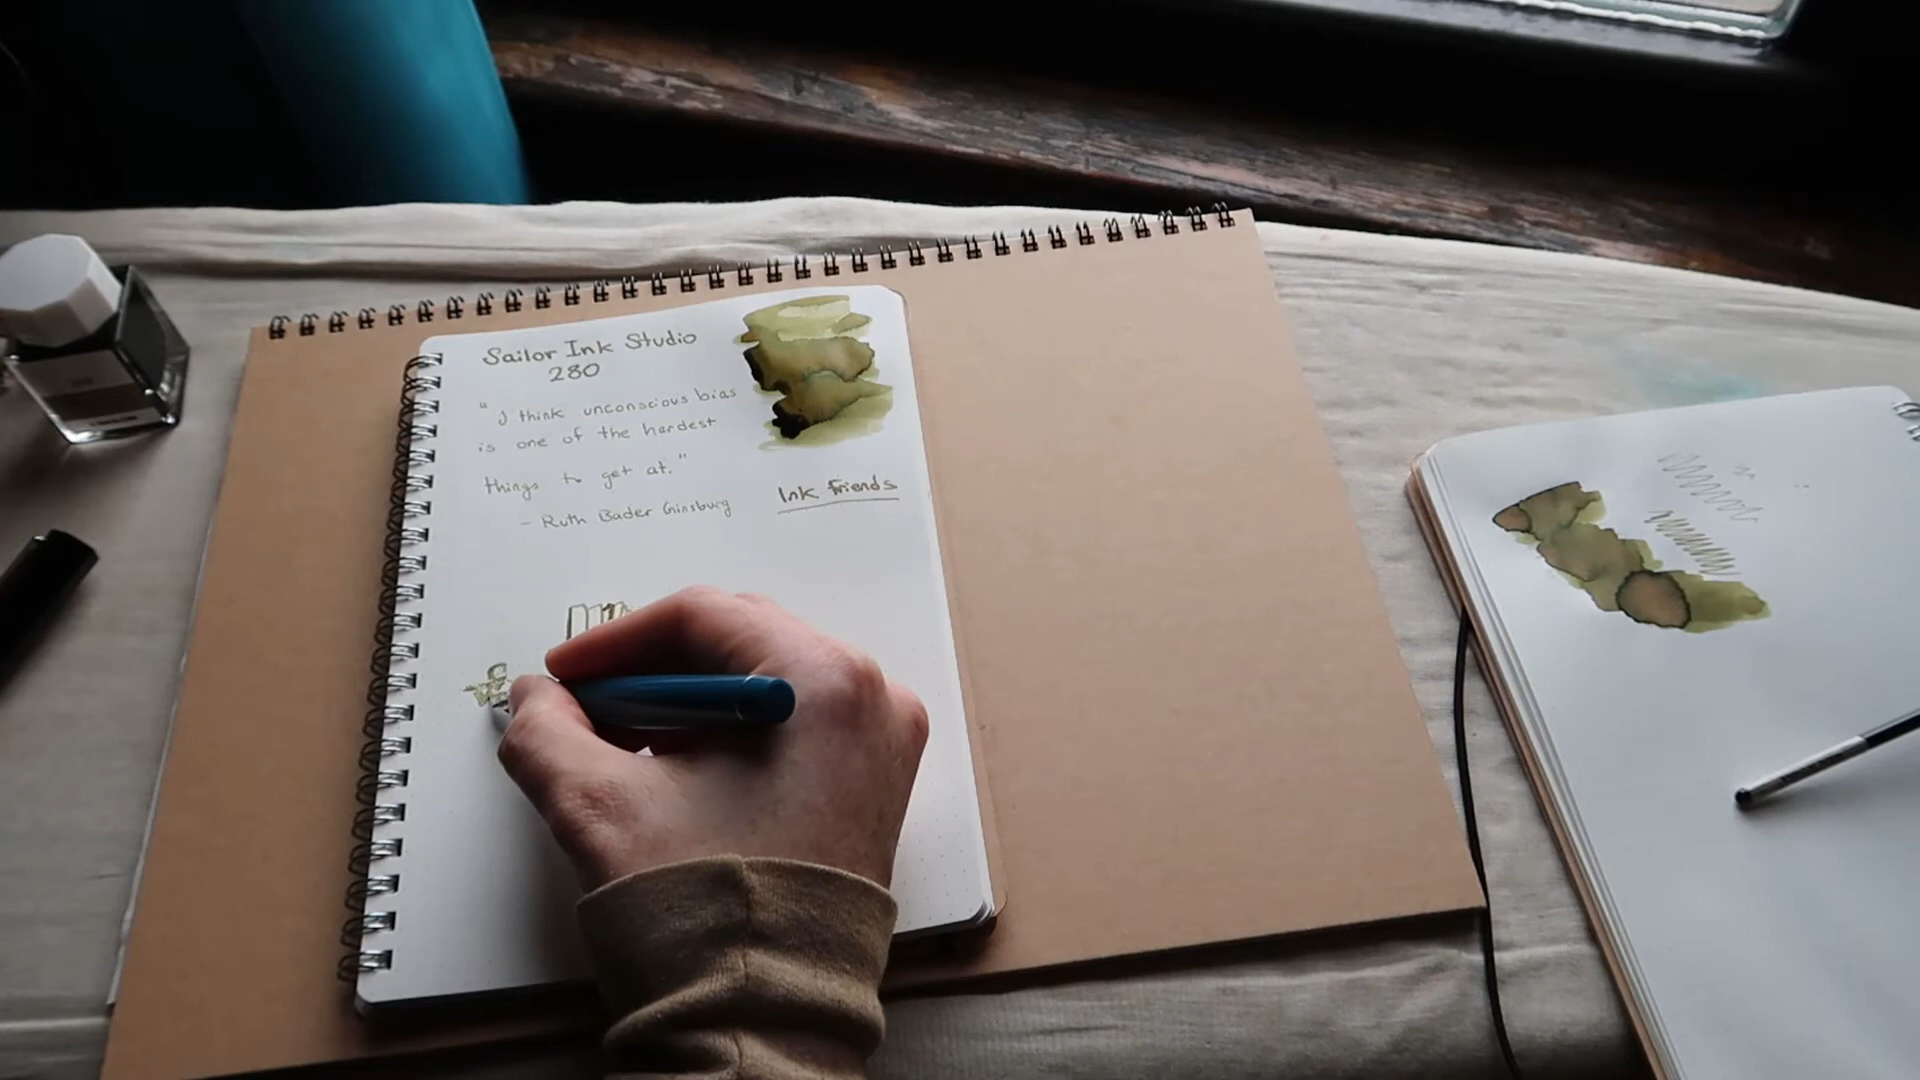 Sailor Ink Studio
280
"I think unconscious bias
is one of the hardest
things to get at."
- Ruth Bader Ginsburg
Ink friends